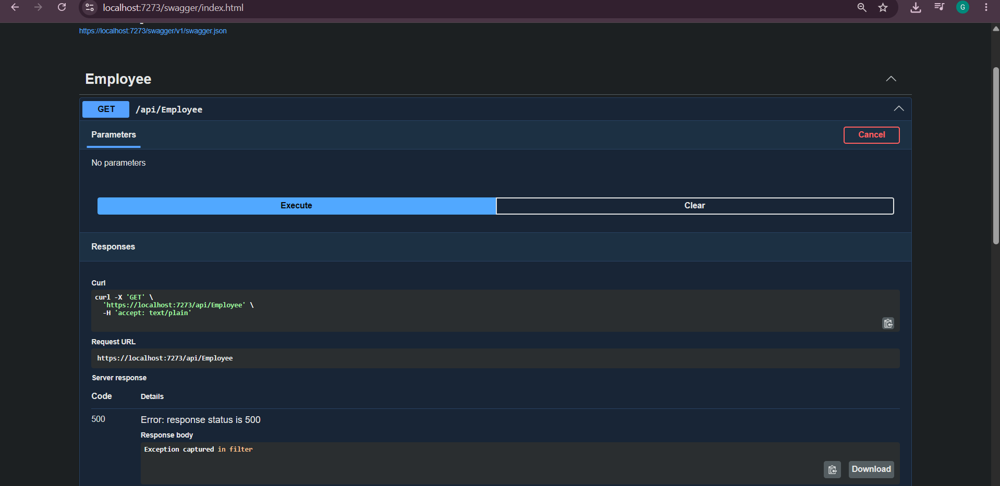 localhost:7273/swagger/index.html
G
https://localhost:7273/swagger/v1/swagger.json
Employee
GET /api/Employee
Parameters
Cancel
No parameters
Execute
Clear
Responses
Curl
curl -X 'GET' \
'https://localhost:7273/api/Employee' \
-H 'accept: text/plain'
Request URL
https://localhost:7273/api/Employee
Server response
Code Details
500 Error: response status is 500
Response body
Exception captured in filter
Download